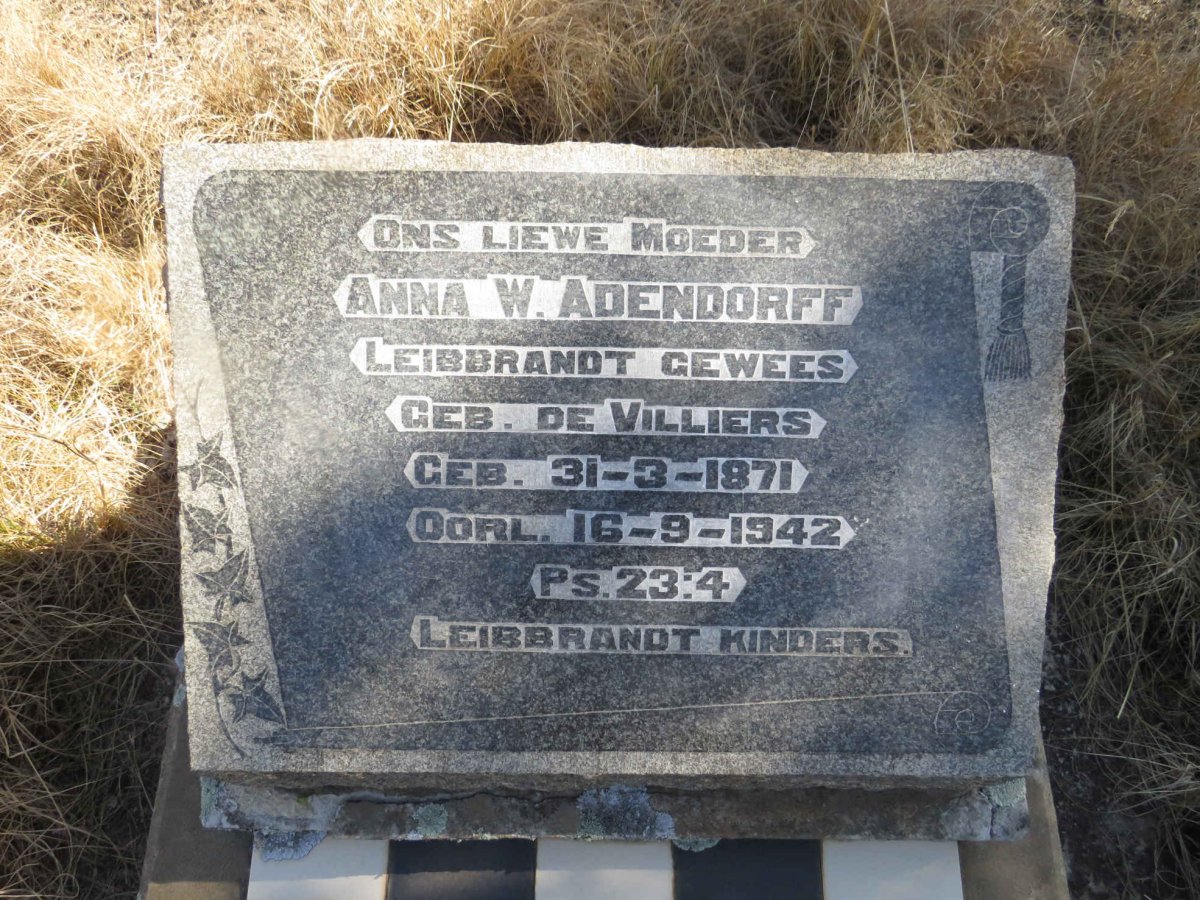 Ons liewe Moeder
Anna W. Adendorff
Leibbrandt gewees
Geb. de Villiers
Geb. 31-3-1871
Oorl. 16-9-1942
Ps. 23:4
Leibbrandt kinders.